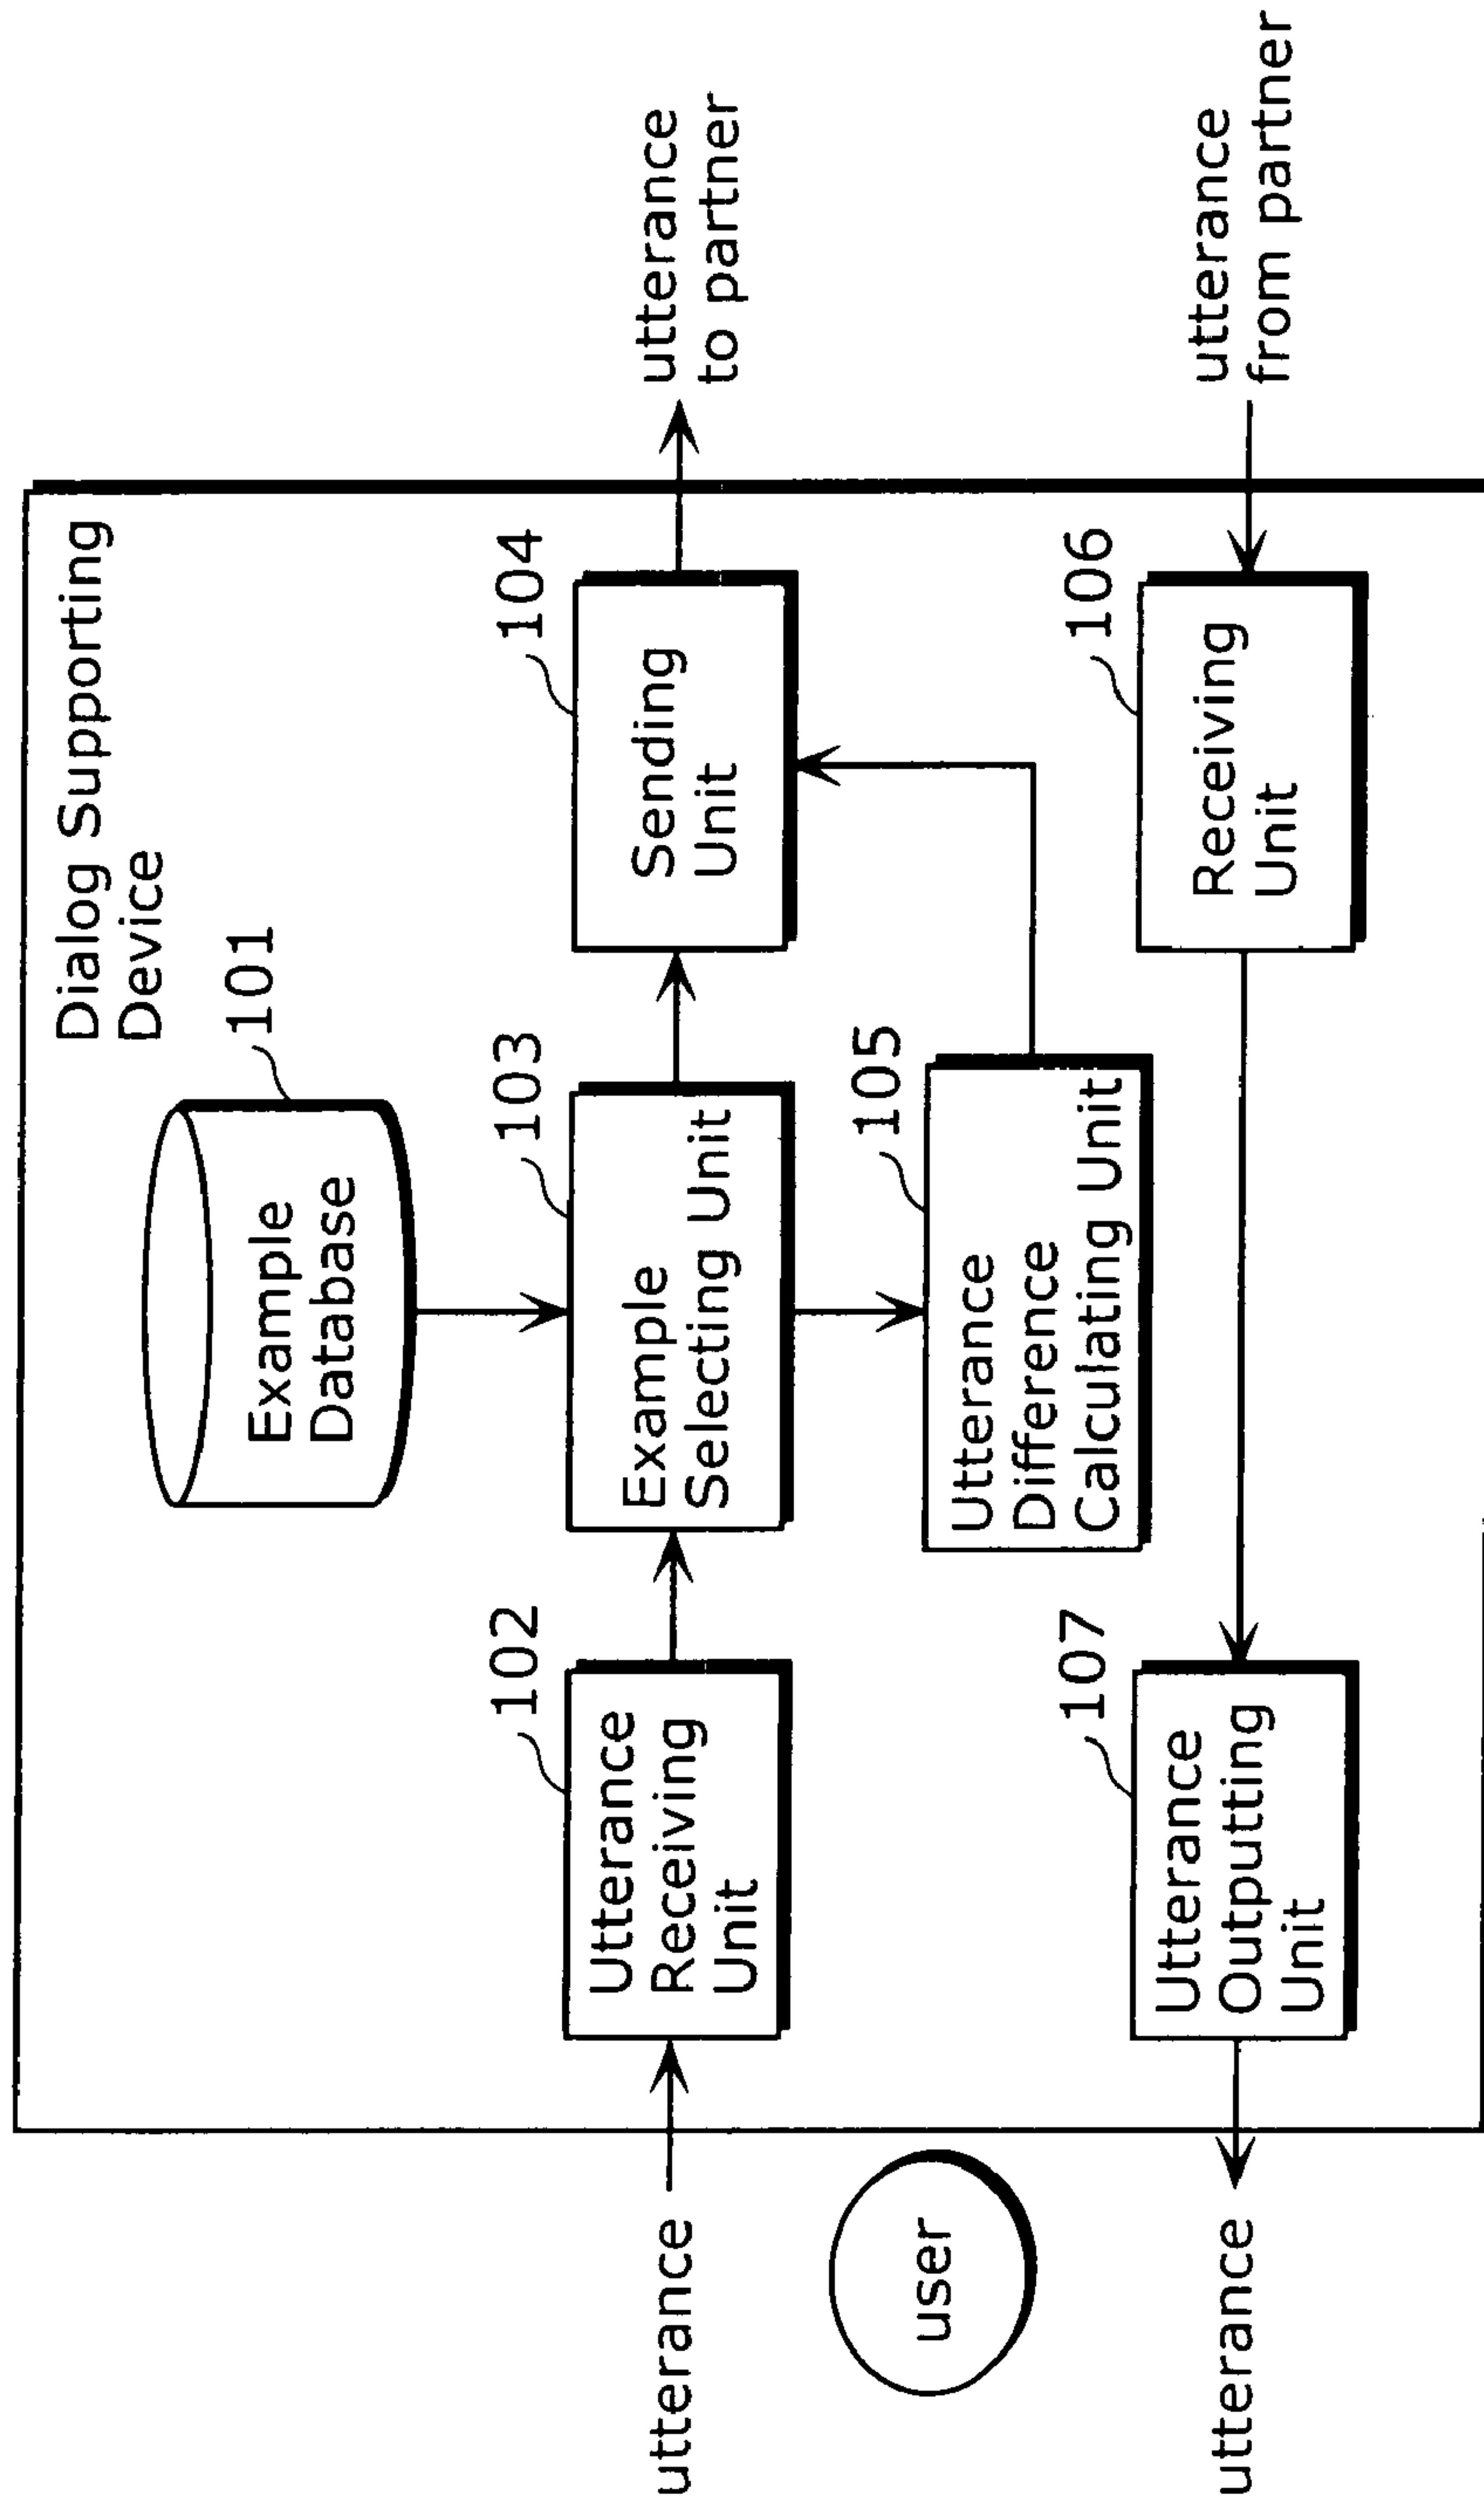 Dialog Supporting
Device
101
Example
Database
102
103
104
utterance
Utterance
Receiving
Unit
Example
Selecting Unit
Sending
Unit
utterance
to partner
user
105
Utterance
Difference
Calculating Unit
107
106
utterance
Utterance
Outputting
Unit
Receiving
Unit
utterance
from partner